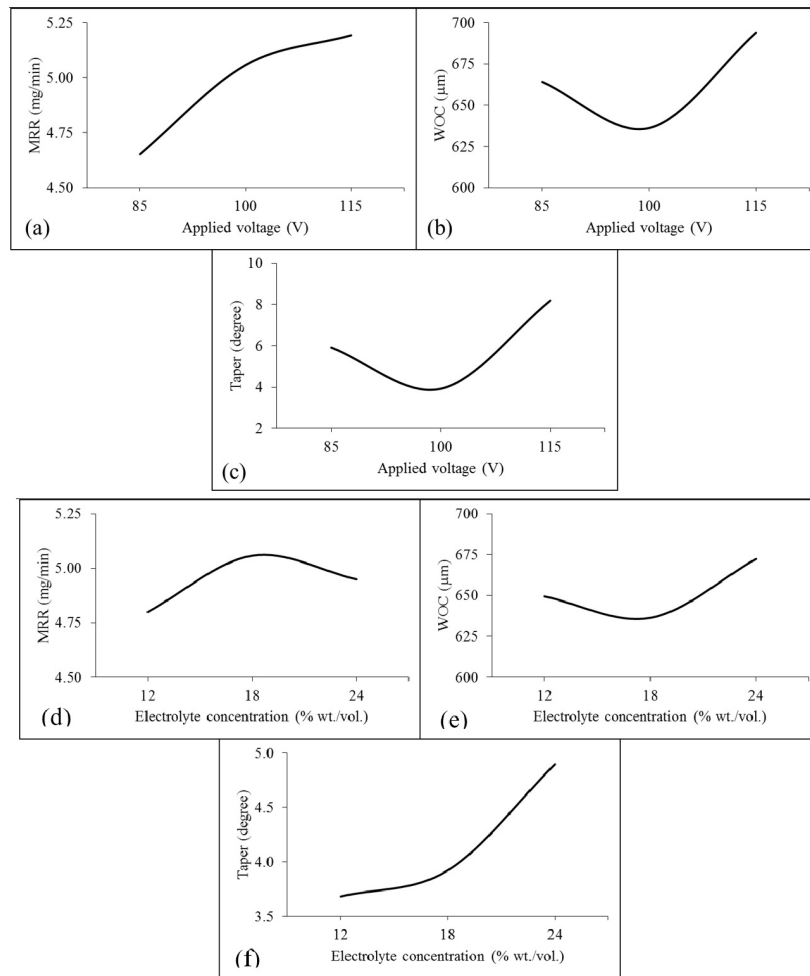 5.25
5.00
4.75
4.50
MRR (mg/min)
85 100 115
Applied voltage (V)
(a)
700
675
650
625
600
WOC (µm)
85 100 115
Applied voltage (V)
(b)
10
8
6
4
2
Taper (degree)
85 100 115
Applied voltage (V)
(c)
5.25
5.00
4.75
4.50
MRR (mg/min)
12 18 24
Electrolyte concentration (% wt./vol.)
(d)
700
675
650
625
600
WOC (µm)
12 18 24
Electrolyte concentration (% wt./vol.)
(e)
5.0
4.5
4.0
3.5
Taper (degree)
12 18 24
Electrolyte concentration (% wt./vol.)
(f)